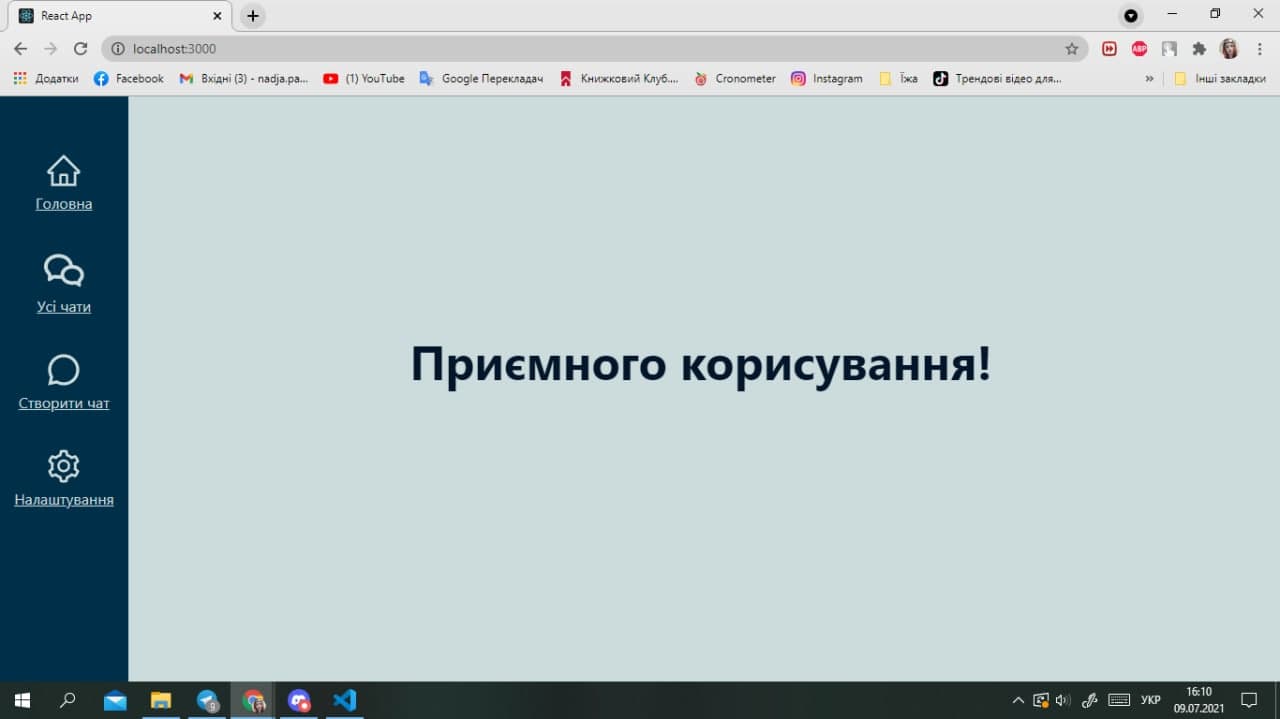 React App
localhost:3000
ABP
Додатки
Facebook
Вхідні (3) - nadja.pa...
(1) YouTube
Google Перекладач
Книжковий Клуб....
Cronometer
Instagram
Їжа
Трендові відео для...
»
Інші закладки
Головна
Усі чати
Створити чат
Налаштування
Приємного корисування!
9
УКР
16:10
09.07.2021